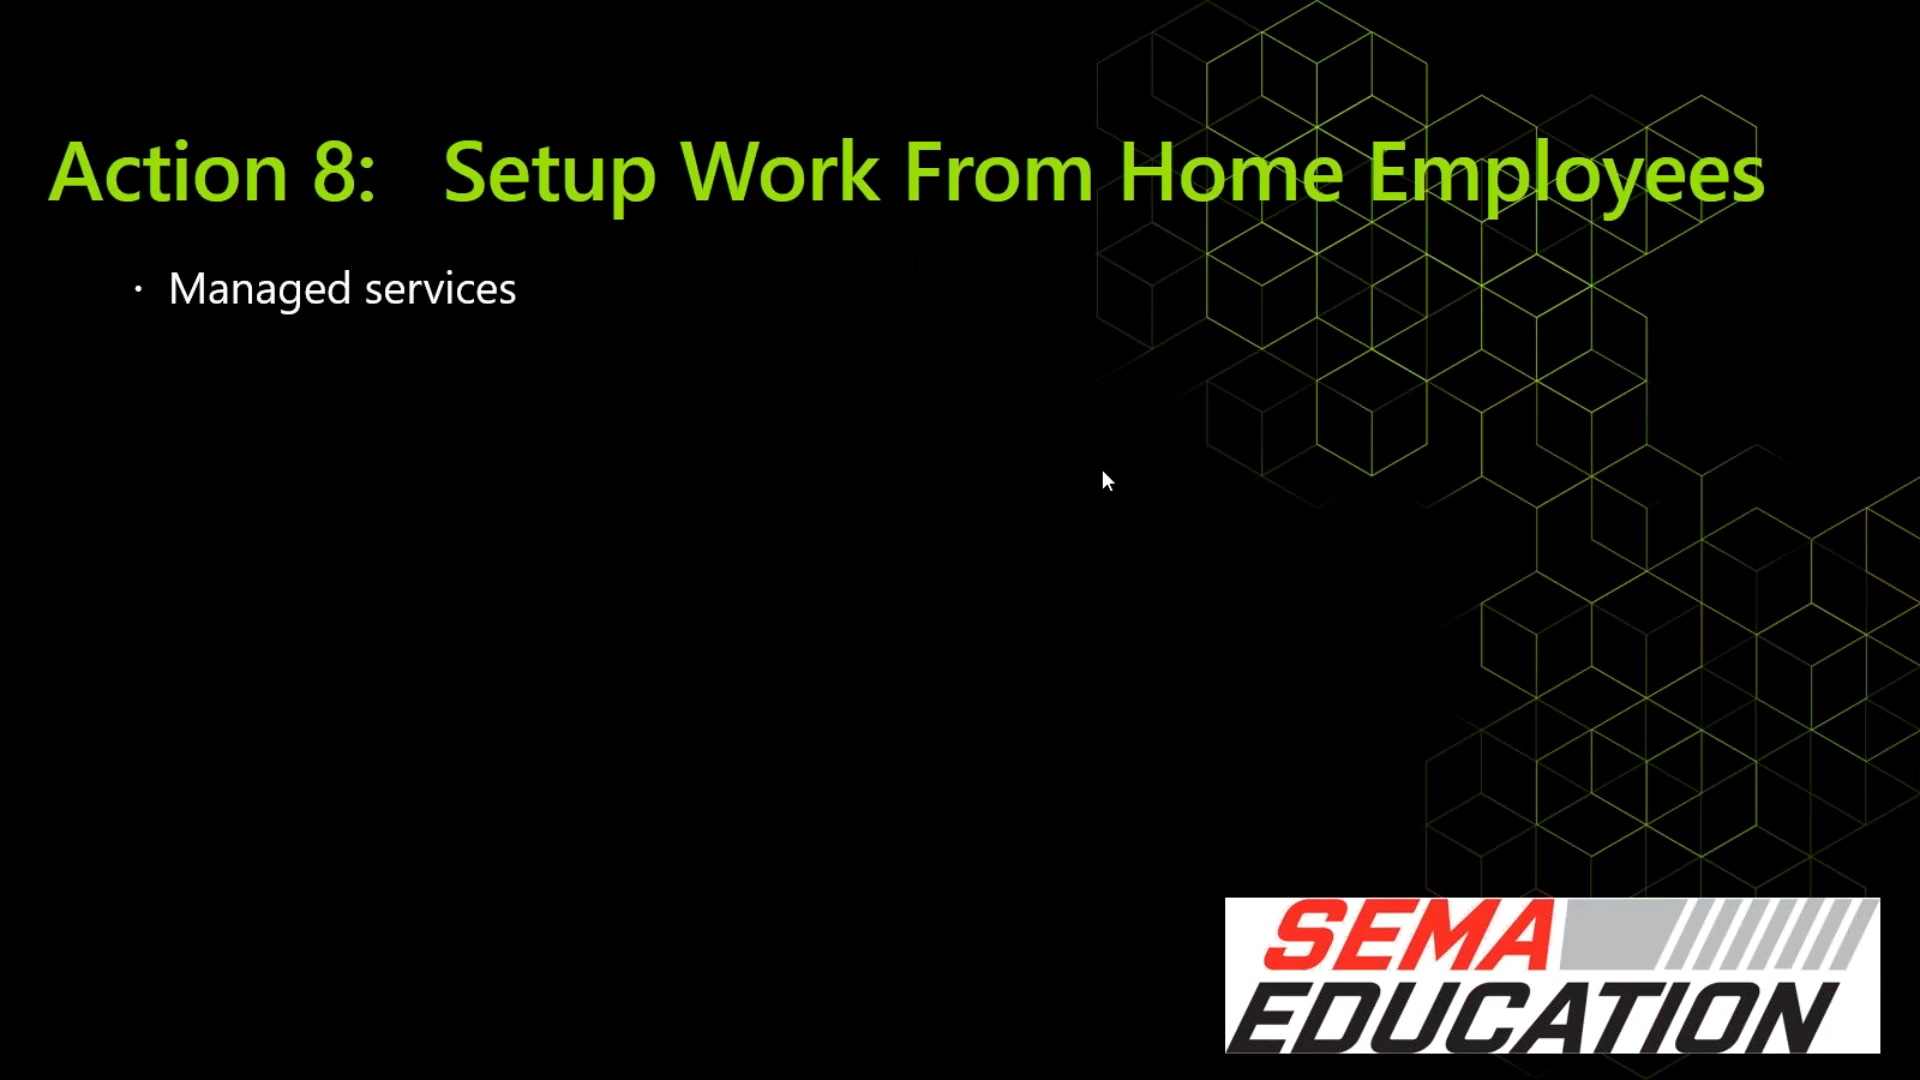 Action 8: Setup Work From Home Employees
· Managed services
SEMA
EDUCATION